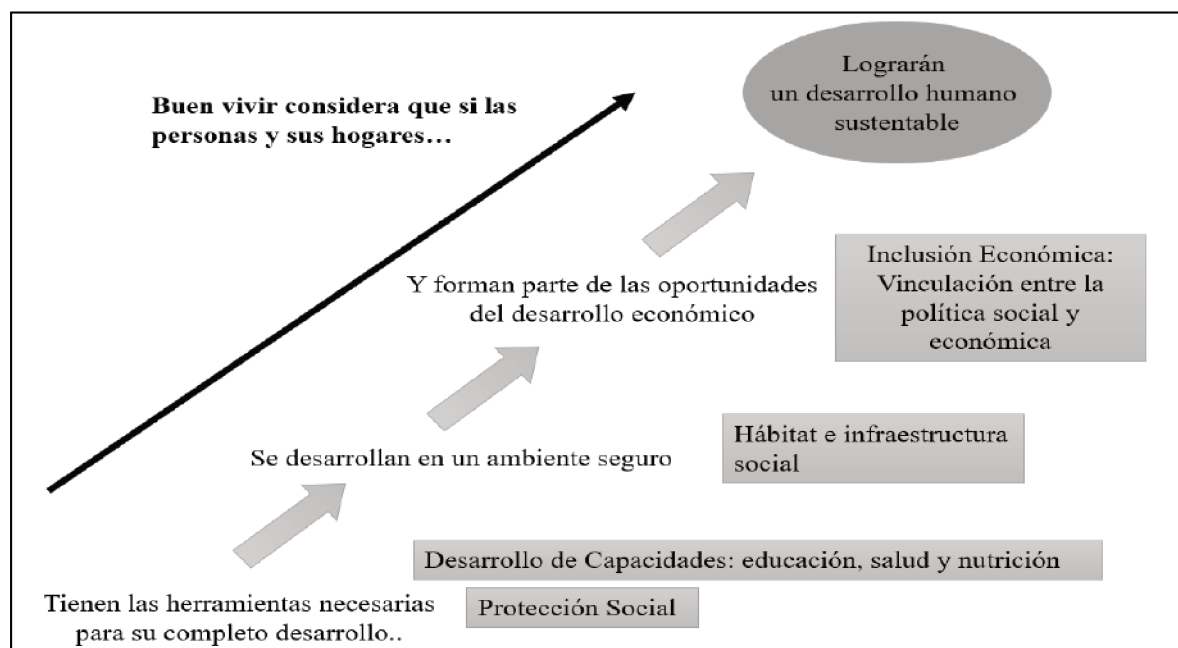 Lograrán
un desarrollo humano
sustentable
Buen vivir considera que si las
personas y sus hogares...
Inclusión Económica:
Vinculación entre la
política social y
económica
Y forman parte de las oportunidades
del desarrollo económico
Hábitat e infraestructura
social
Se desarrollan en un ambiente seguro
Desarrollo de Capacidades: educación, salud y nutrición
Tienen las herramientas necesarias
para su completo desarrollo..
Protección Social